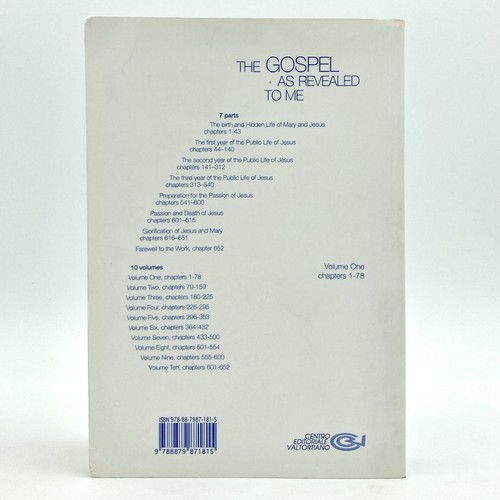 THE GOSPEL
AS REVEALED
TO ME
7 parts
The birth and Hidden Life of Mary and Jesus
chapters 1-43
The first year of the Public Life of Jesus
chapters 44-140
The second year of the Public Life of Jesus
chapters 141-312
The third year of the Public Life of Jesus
chapters 313-540
Preparation for the Passion of Jesus
chapters 541-600
Passion and Death of Jesus
chapters 601-615
Glorification of Jesus and Mary
chapters 616-651
Farewell to the Work, chapter 652
10 volumes
Volume One, chapters 1-78
Volume Two, chapters 79-159
Volume Three, chapters 160-225
Volume Four, chapters 226-295
Volume Five, chapters 296-363
Volume Six, chapters 364-432
Volume Seven, chapters 433-500
Volume Eight, chapters 501-554
Volume Nine, chapters 555-600
Volume Ten, chapters 601-652
Volume One
chapters 1-78
ISBN 978-88-7987-181-5
9 788879 871815
CENTRO
EDITORIALE
VALTORTIANO